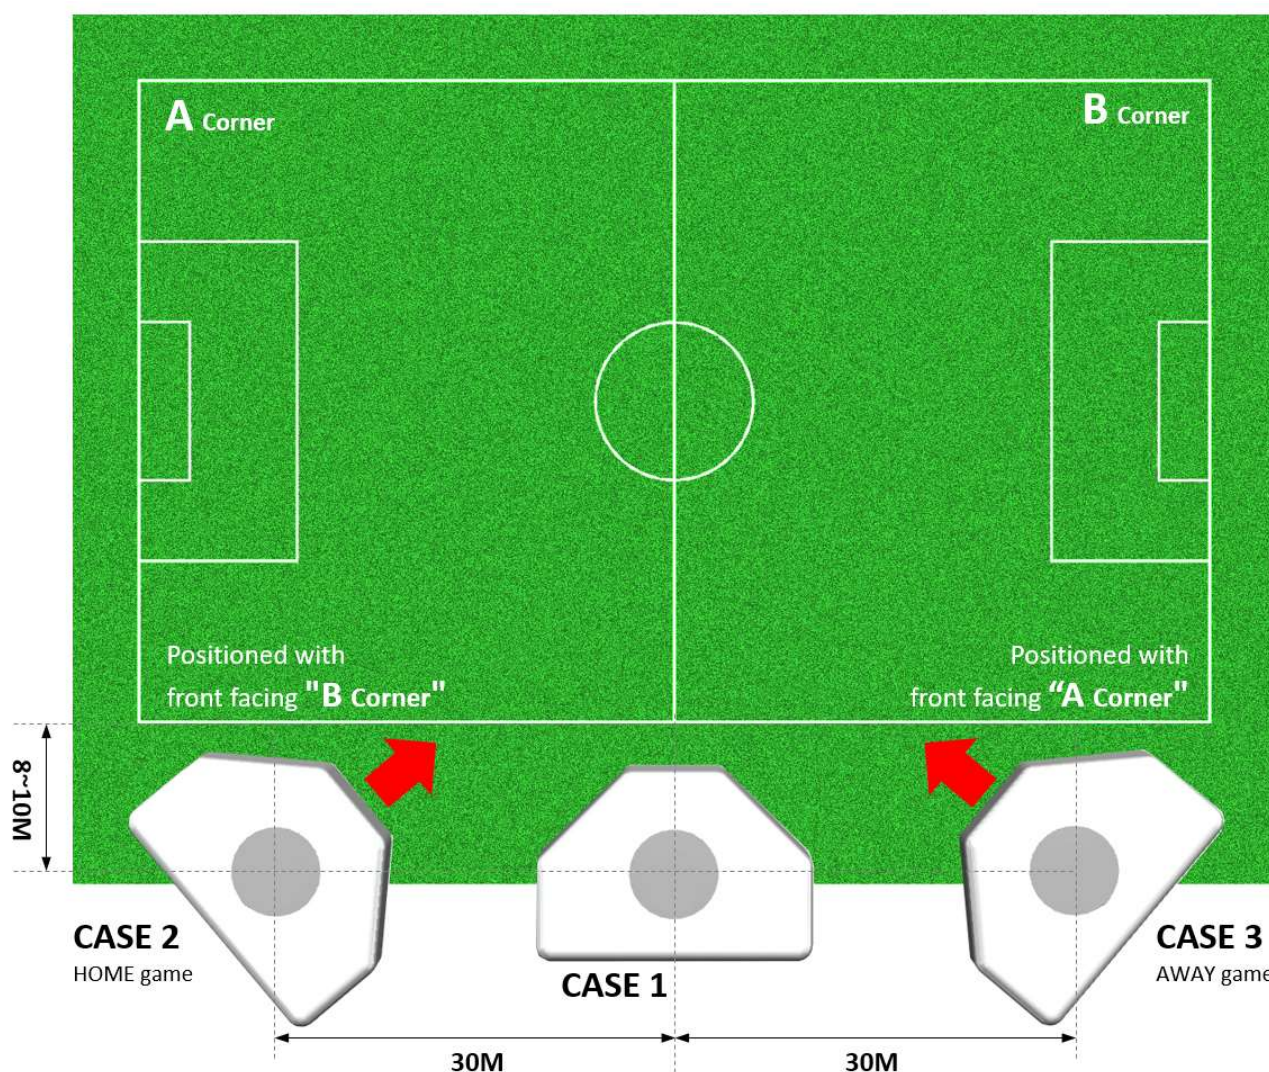 A Corner
B Corner
Positioned with
front facing "B Corner"
Positioned with
front facing “A Corner"
8~10M
CASE 2
HOME game
CASE 1
CASE 3
AWAY game
30M
30M